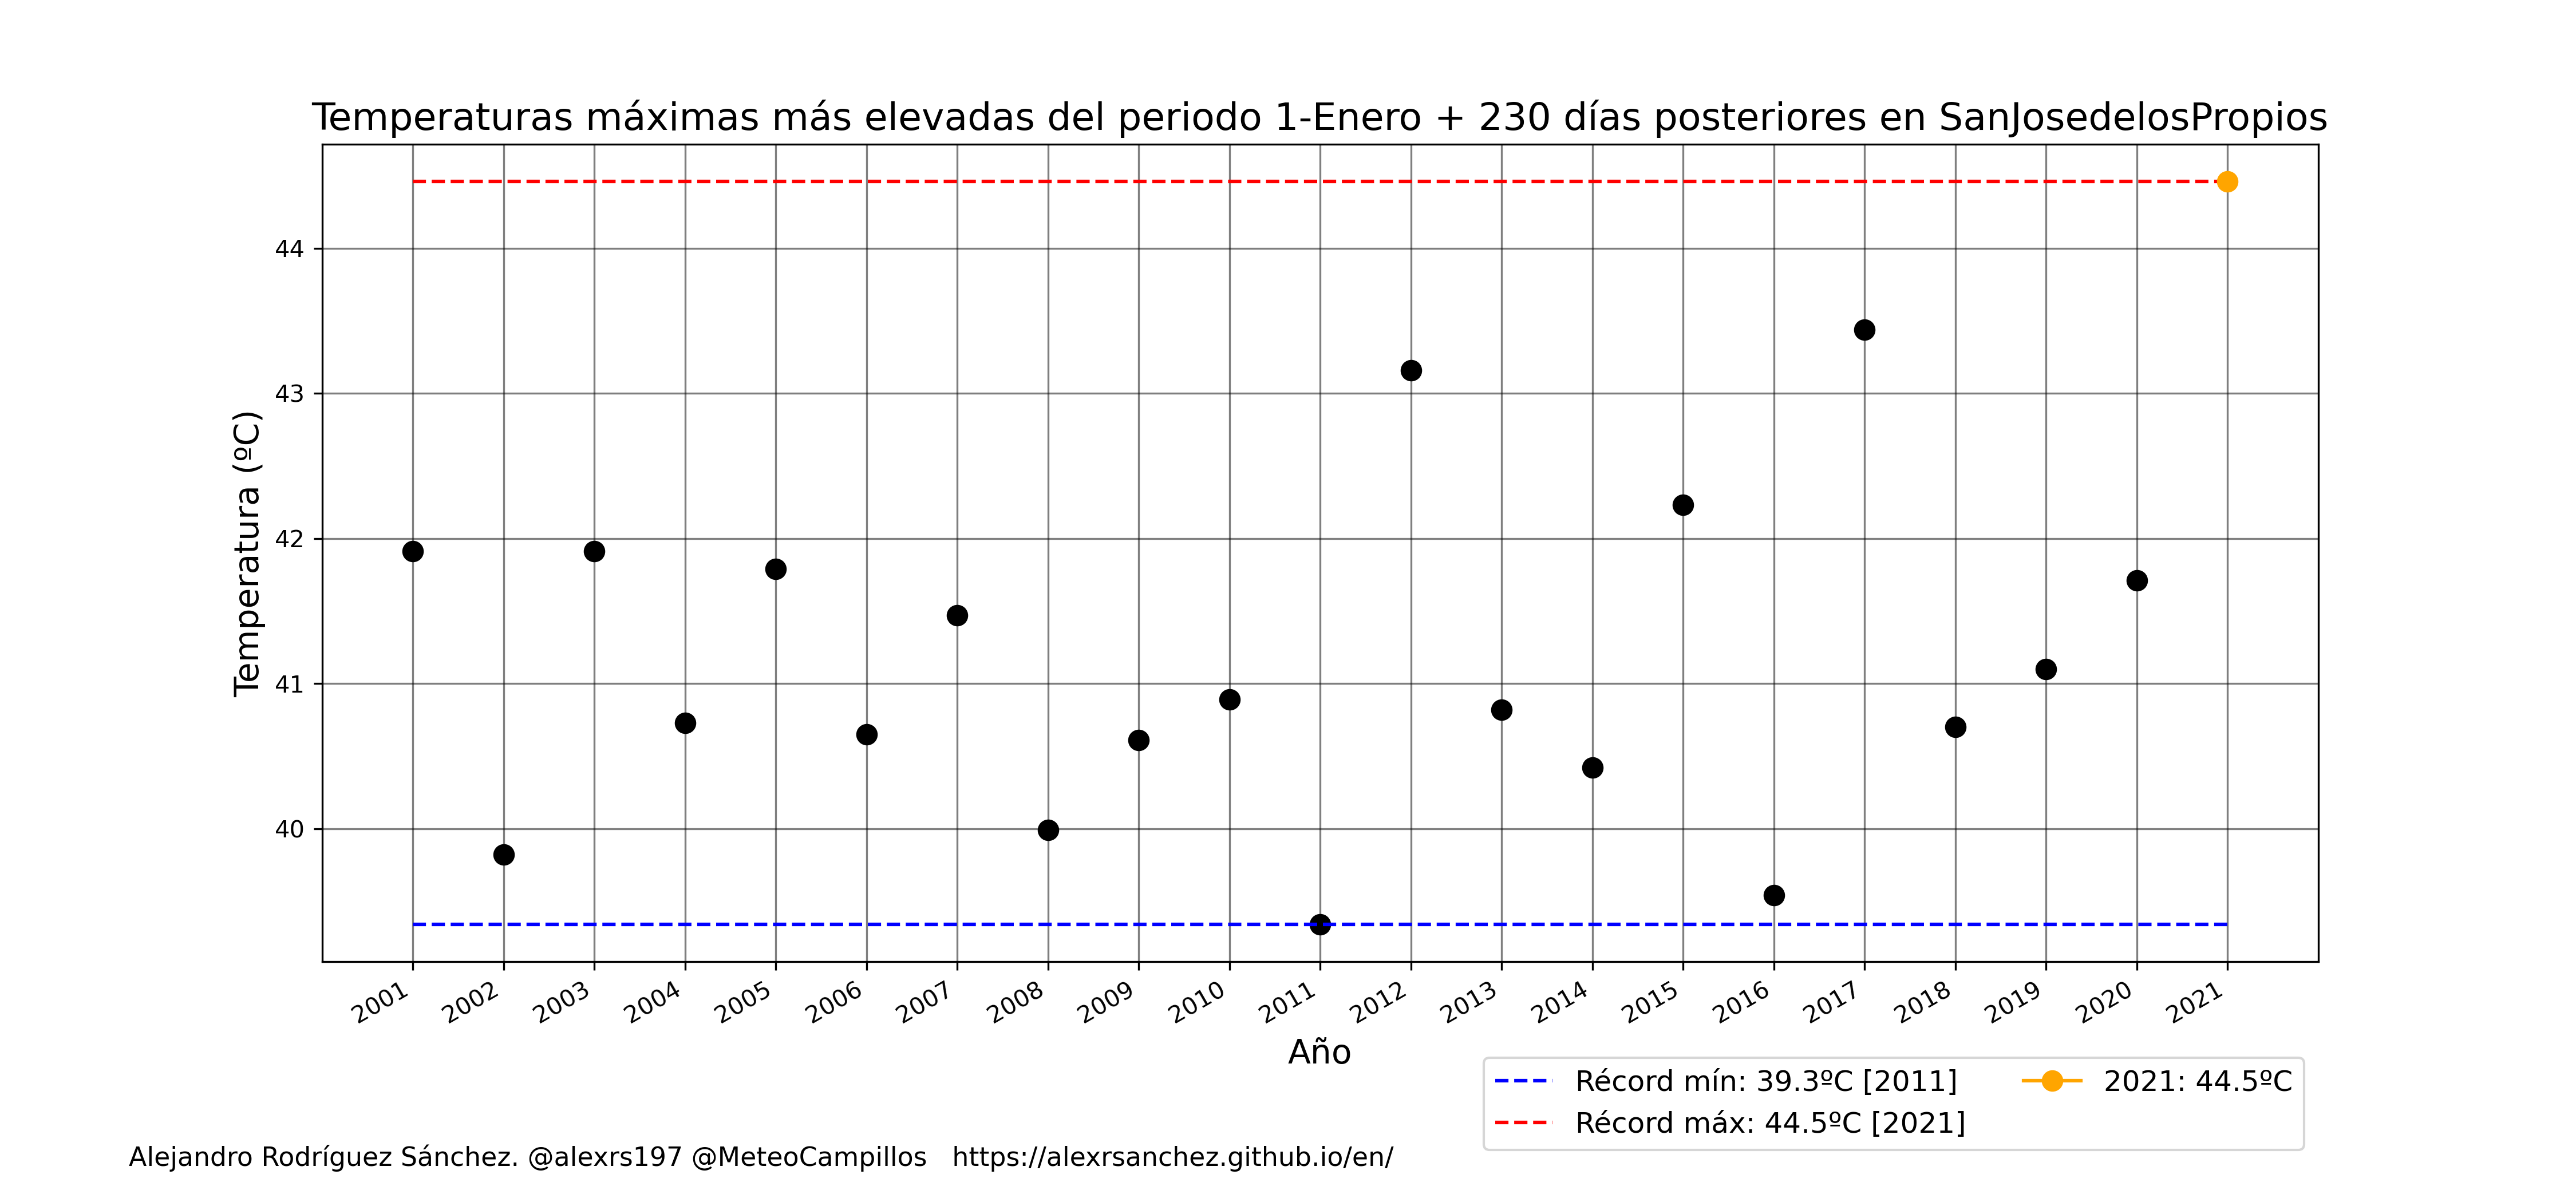 Temperaturas máximas más elevadas del periodo 1-Enero + 230 días posteriores en SanJosedelosPropios
Temperatura (ºC)
44
43
42
41
40
2001 2002 2003 2004 2005 2006 2007 2008 2009 2010 2011 2012 2013 2014 2015 2016 2017 2018 2019 2020 2021
Año
Récord mín: 39.3ºC [2011]
Récord máx: 44.5ºC [2021]
2021: 44.5ºC
Alejandro Rodríguez Sánchez. @alexrs197 @MeteoCampillos   https://alexrsanchez.github.io/en/